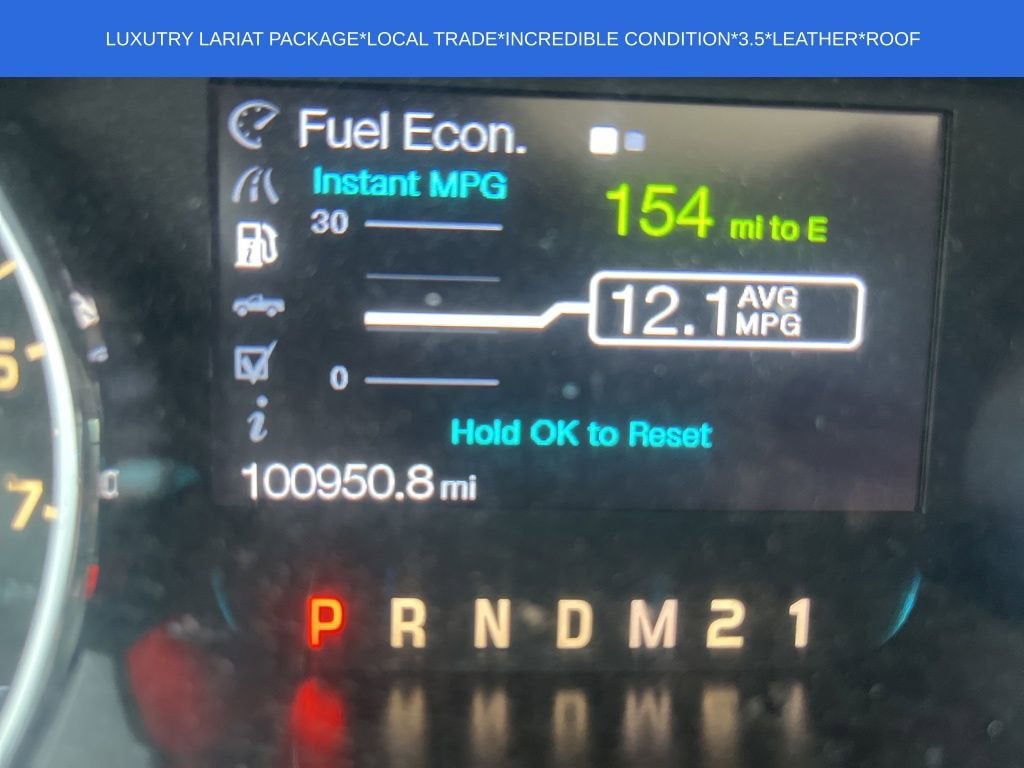 LUXUTRY LARIAT PACKAGE*LOCAL TRADE*INCREDIBLE CONDITION*3.5*LEATHER*ROOF
Fuel Econ.
Instant MPG
30
154 mi to E
12.1 AVG MPG
0
Hold OK to Reset
100950.8 mi
7
P R N D M 2 1